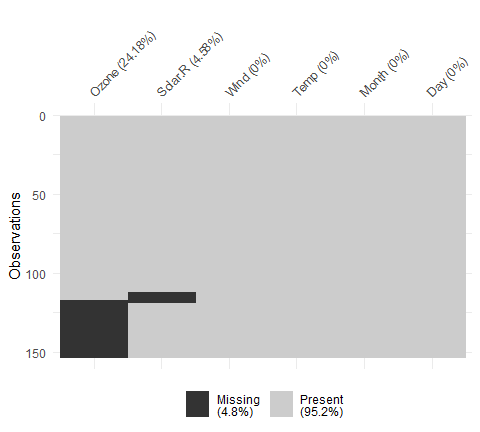 Ozone (24.18%)
Solar.R (4.58%)
Wind (0%)
Temp (0%)
Month (0%)
Day (0%)
0
50
100
150
Observations
Missing
(4.8%)
Present
(95.2%)